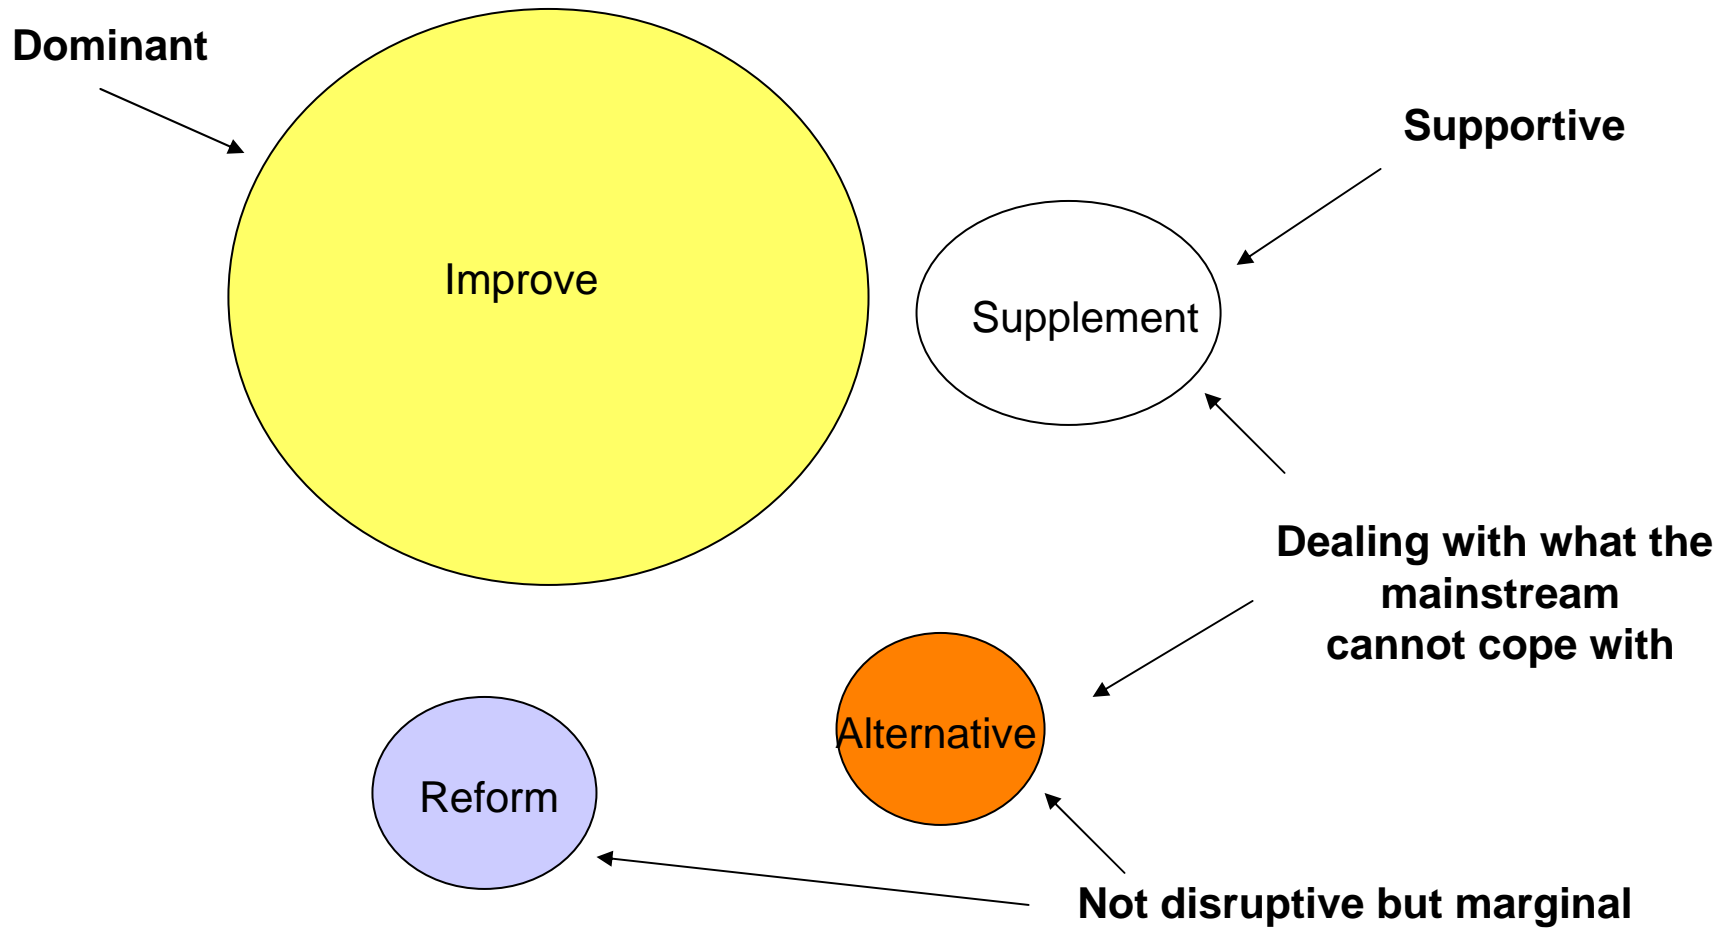 Dominant
Supportive
Improve
Supplement
Dealing with what the
mainstream
cannot cope with
Alternative
Reform
Not disruptive but marginal